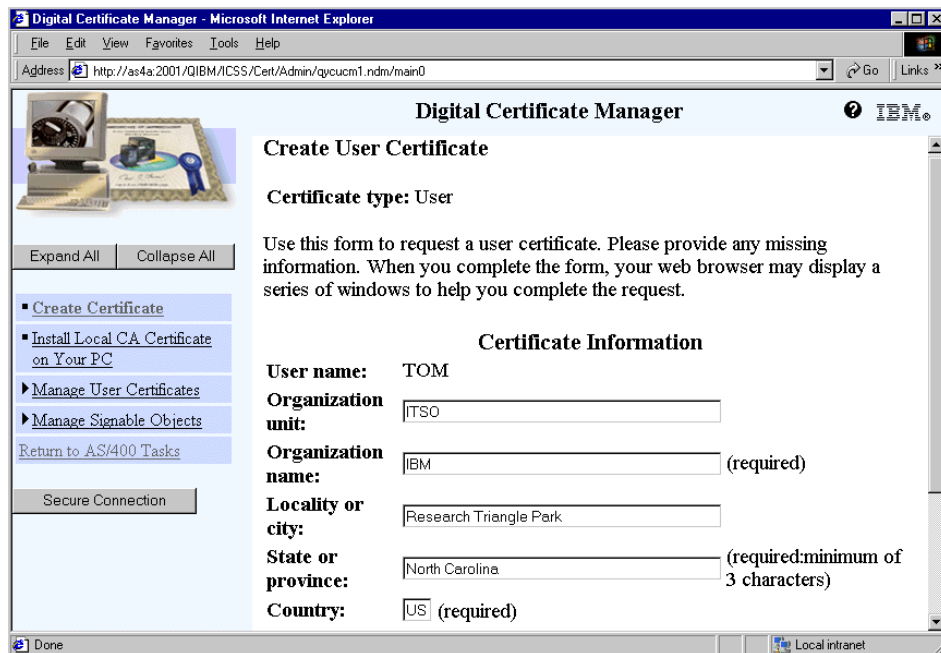 Digital Certificate Manager - Microsoft Internet Explorer
File Edit View Favorites Tools Help
Address http://as4a:2001/QIBM/ICSS/Cert/Admin/qycucm1.ndm/main0 Go Links »
Digital Certificate Manager ? IBM®
Expand All Collapse All
Create Certificate
Install Local CA Certificate
on Your PC
Manage User Certificates
Manage Signable Objects
Return to AS/400 Tasks
Secure Connection
Create User Certificate
Certificate type: User
Use this form to request a user certificate. Please provide any missing
information. When you complete the form, your web browser may display a
series of windows to help you complete the request.
Certificate Information
User name: TOM
Organization
unit: ITSO
Organization
name: IBM (required)
Locality or
city: Research Triangle Park
State or
province: North Carolina (required:minimum of
3 characters)
Country: US (required)
Done Local intranet